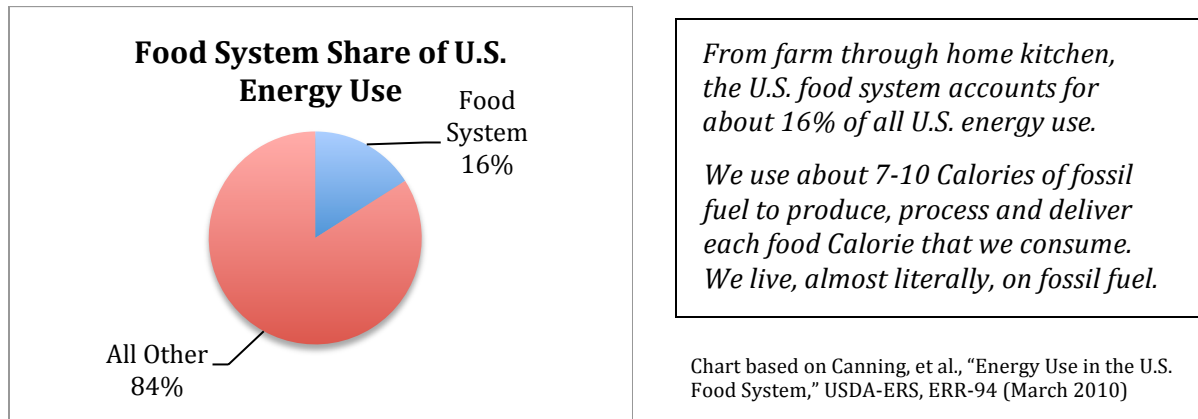 Food System Share of U.S.
Energy Use
Food
System
16%
All Other
84%
From farm through home kitchen,
the U.S. food system accounts for
about 16% of all U.S. energy use.
We use about 7-10 Calories of fossil
fuel to produce, process and deliver
each food Calorie that we consume.
We live, almost literally, on fossil fuel.
Chart based on Canning, et al., “Energy Use in the U.S.
Food System,” USDA-ERS, ERR-94 (March 2010)